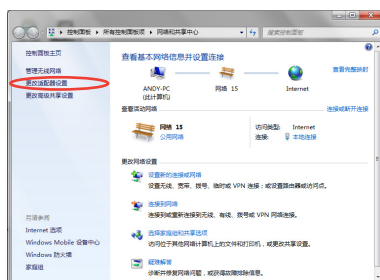 控制面板 ▸ 所有控制面板项 ▸ 网络和共享中心
搜索控制面板
控制面板主页
管理无线网络
更改适配器设置
更改高级共享设置
查看基本网络信息并设置连接
查看完整映射
ANDY-PC
(此计算机)
网络 15
Internet
查看活动网络
连接或断开连接
网络 15
公用网络
访问类型: Internet
连接: 本地连接
更改网络设置
设置新的连接或网络
设置无线、宽带、拨号、临时或 VPN 连接；或设置路由器或访问点。
连接到网络
连接到或重新连接到无线、有线、拨号或 VPN 网络连接。
选择家庭组和共享选项
访问位于其他网络计算机上的文件和打印机，或更改共享设置。
疑难解答
诊断并修复网络问题，或获得故障排除信息。
另请参阅
Internet 选项
Windows Mobile 设备中心
Windows 防火墙
家庭组